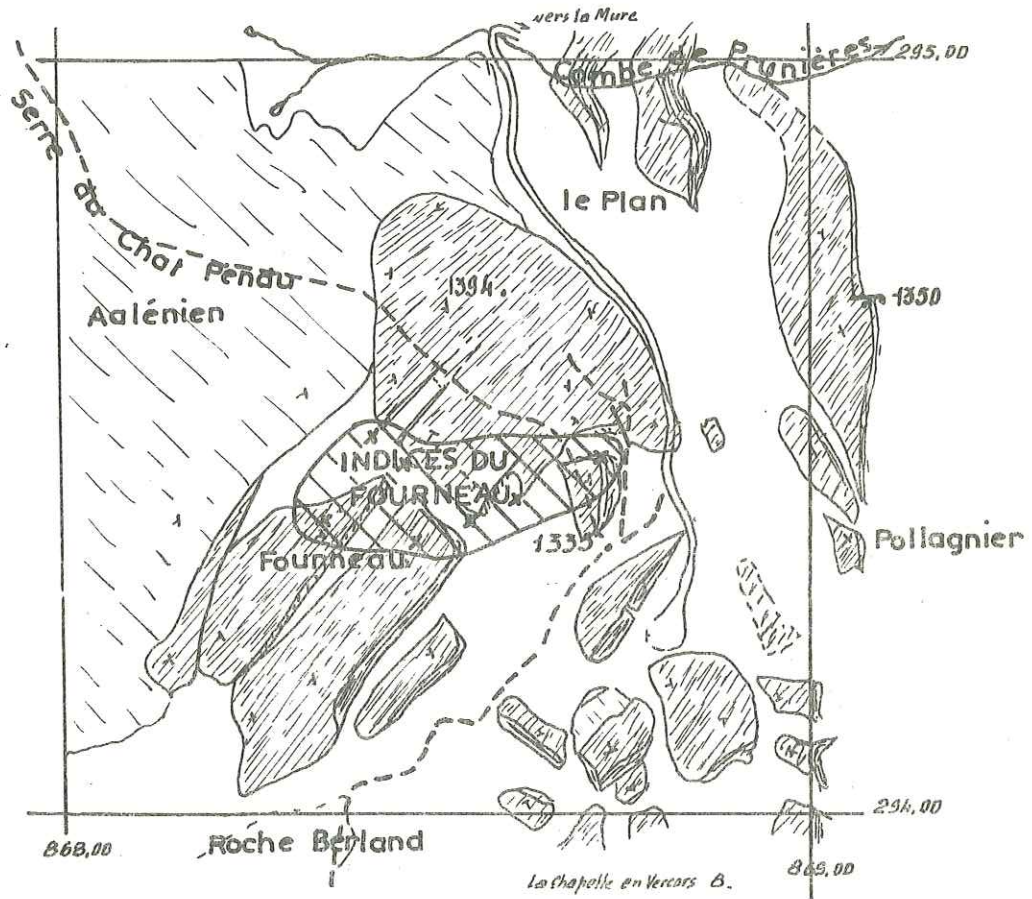 vers la Mure
Combe de Prunières
295,00
Serre du Chat Pendu
le Plan
1394.
1350
Aalénien
INDICES DU
FOURNEAU
1335
Fourneau
Pollagnier
294,00
Roche Berland
868,00
869,00
La Chapelle en Vercors 8.